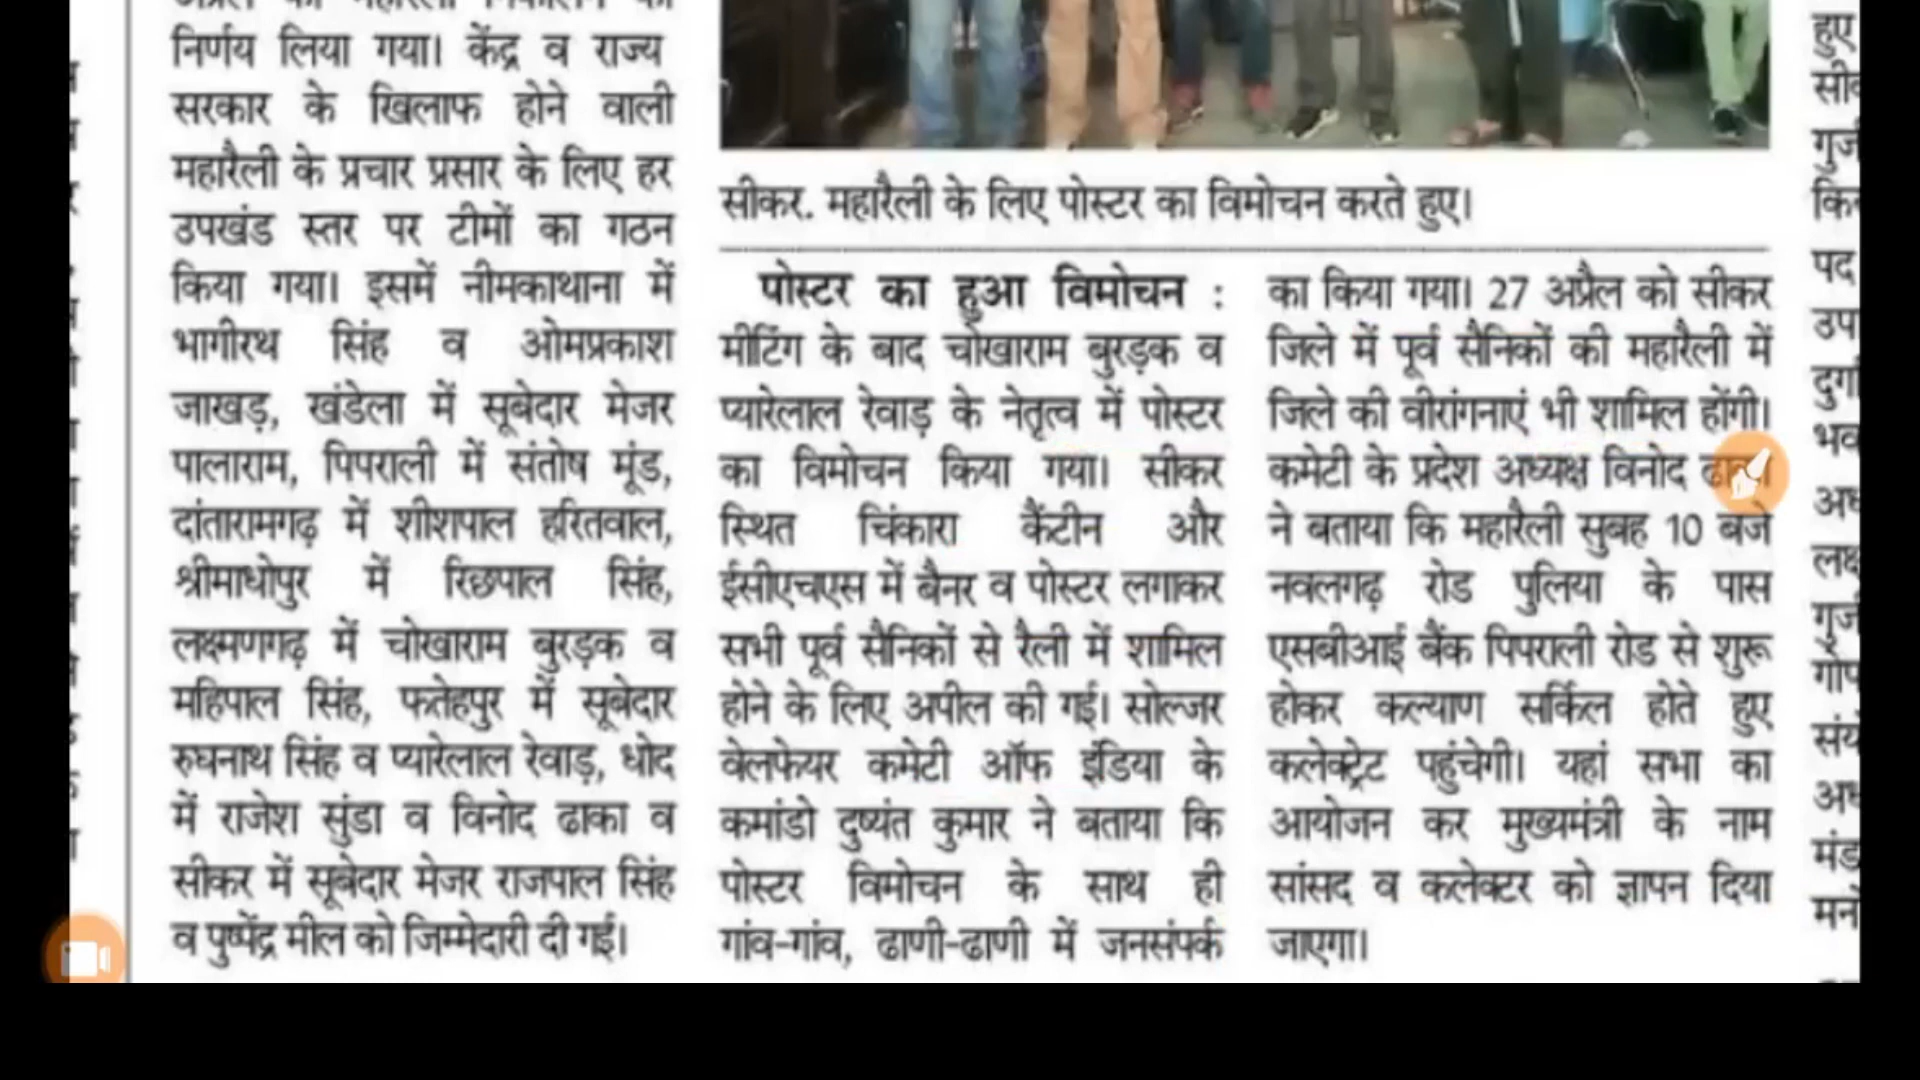 निर्णय लिया गया। केंद्र व राज्य
सरकार के खिलाफ होने वाली
महारैली के प्रचार प्रसार के लिए हर
उपखंड स्तर पर टीमों का गठन
किया गया। इसमें नीमकाथाना में
भागीरथ सिंह व ओमप्रकाश
जाखड़, खंडेला में सूबेदार मेजर
पालाराम, पिपराली में संतोष मूंड,
दांतारामगढ़ में शीशपाल हरितवाल,
श्रीमाधोपुर में रिछपाल सिंह,
लक्ष्मणगढ़ में चोखाराम बुरड़क व
महिपाल सिंह, फतेहपुर में सूबेदार
रुघनाथ सिंह व प्यारेलाल रेवाड़, धोद
में राजेश सुंडा व विनोद ढाका व
सीकर में सूबेदार मेजर राजपाल सिंह
व पुष्पेंद्र मील को जिम्मेदारी दी गई।
सीकर. महारैली के लिए पोस्टर का विमोचन करते हुए।
पोस्टर का हुआ विमोचन :
मीटिंग के बाद चोखाराम बुरड़क व
प्यारेलाल रेवाड़ के नेतृत्व में पोस्टर
का विमोचन किया गया। सीकर
स्थित चिंकारा कैंटीन और
ईसीएचएस में बैनर व पोस्टर लगाकर
सभी पूर्व सैनिकों से रैली में शामिल
होने के लिए अपील की गई। सोल्जर
वेलफेयर कमेटी ऑफ इंडिया के
कमांडो दुष्यंत कुमार ने बताया कि
पोस्टर विमोचन के साथ ही
गांव-गांव, ढाणी-ढाणी में जनसंपर्क
का किया गया। 27 अप्रैल को सीकर
जिले में पूर्व सैनिकों की महारैली में
जिले की वीरांगनाएं भी शामिल होंगी।
कमेटी के प्रदेश अध्यक्ष विनोद
ने बताया कि महारैली सुबह 10 बजे
नवलगढ़ रोड पुलिया के पास
एसबीआई बैंक पिपराली रोड से शुरू
होकर कल्याण सर्किल होते हुए
कलेक्ट्रेट पहुंचेगी। यहां सभा का
आयोजन कर मुख्यमंत्री के नाम
सांसद व कलेक्टर को ज्ञापन दिया
जाएगा।
हुए
पद